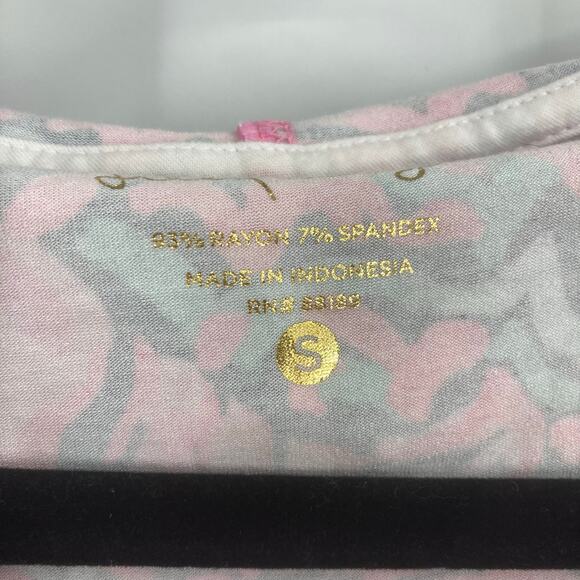 93% RAYON 7% SPANDEX
MADE IN INDONESIA
RN# 88189
S